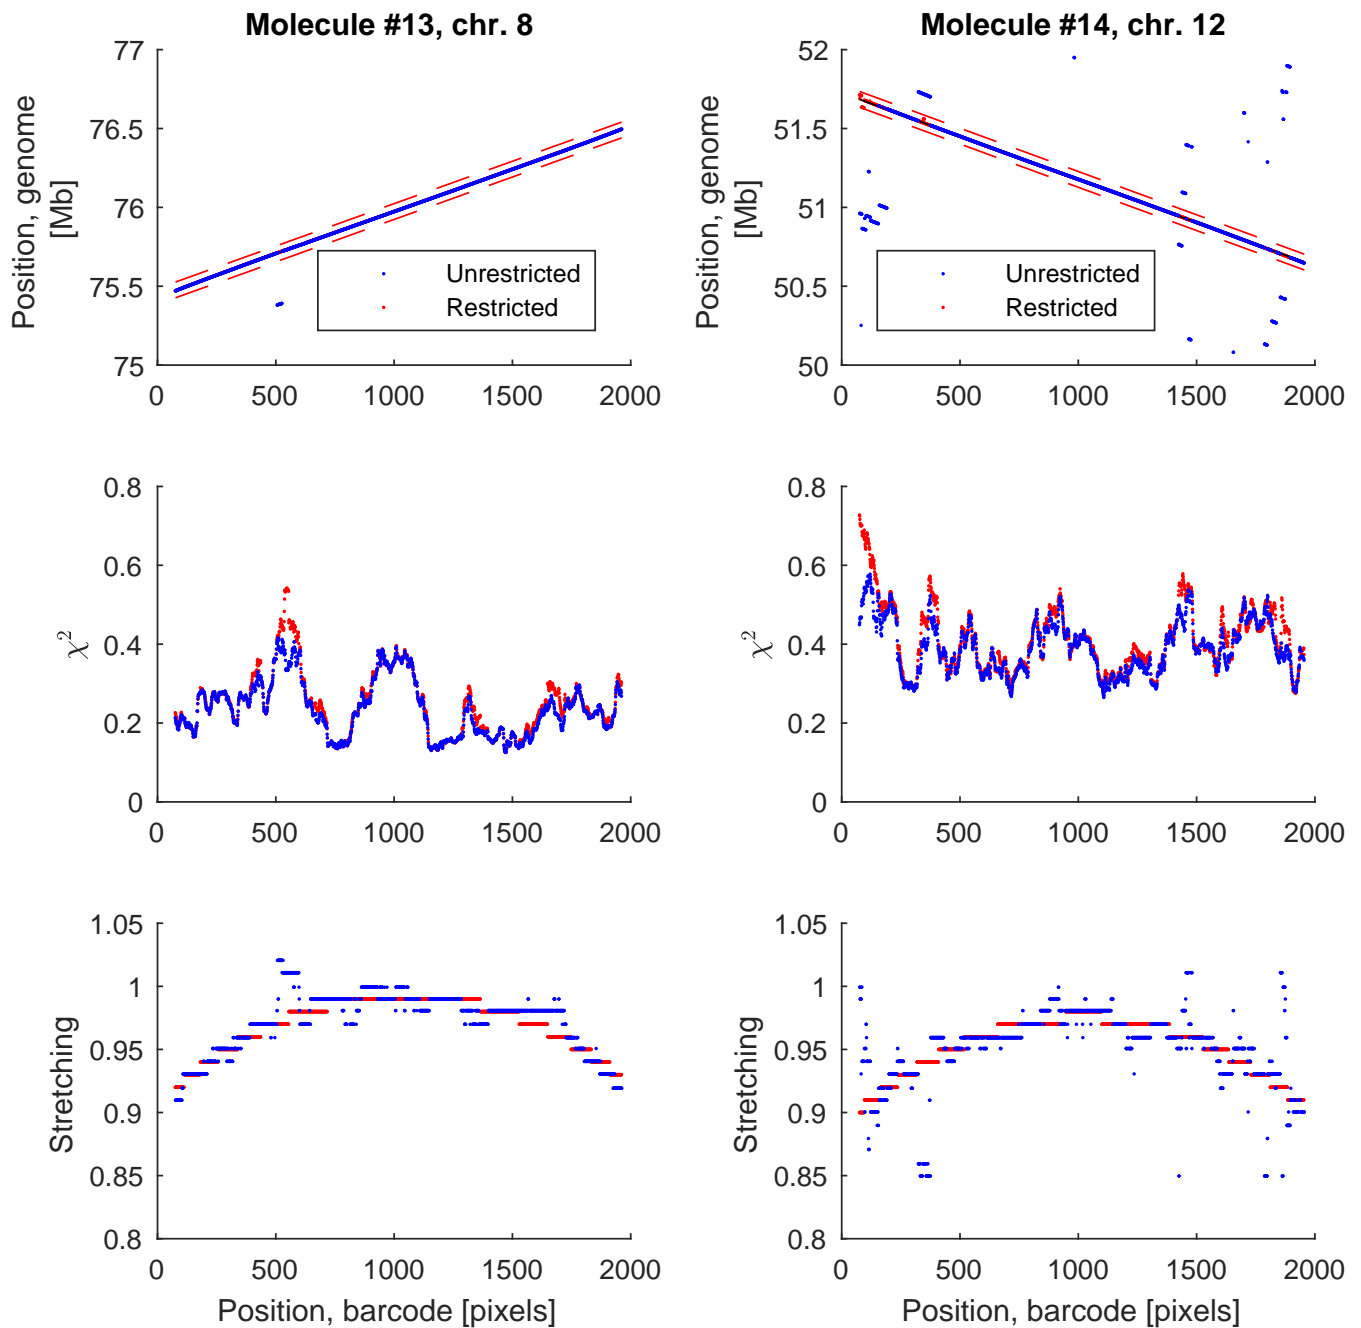 Molecule #13, chr. 8
77
76.5
76
75.5
75
Position, genome
[Mb]
Unrestricted
Restricted
0 500 1000 1500 2000
Molecule #14, chr. 12
52
51.5
51
50.5
50
Position, genome
[Mb]
Unrestricted
Restricted
0 500 1000 1500 2000
0.8
0.6
0.4
0.2
0
χ²
0 500 1000 1500 2000
0.8
0.6
0.4
0.2
0
χ²
0 500 1000 1500 2000
1.05
1
0.95
0.9
0.85
0.8
Stretching
0 500 1000 1500 2000
Position, barcode [pixels]
1.05
1
0.95
0.9
0.85
0.8
Stretching
0 500 1000 1500 2000
Position, barcode [pixels]